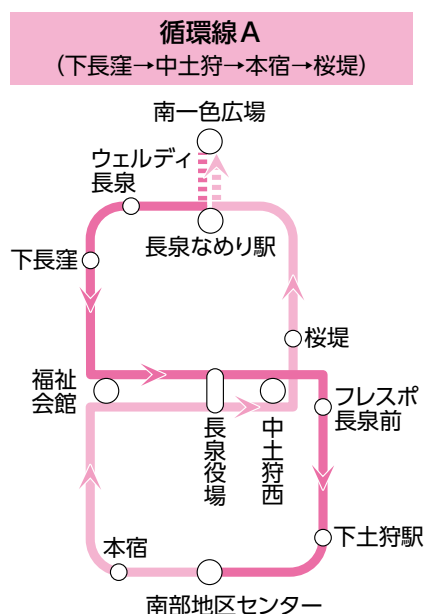 循環線A
(下長窪→中土狩→本宿→桜堤)
南一色広場
ウェルディ
長泉
長泉なめり駅
下長窪
桜堤
福祉
会館
長泉役場
中土狩西
フレスポ
長泉前
下土狩駅
本宿
南部地区センター